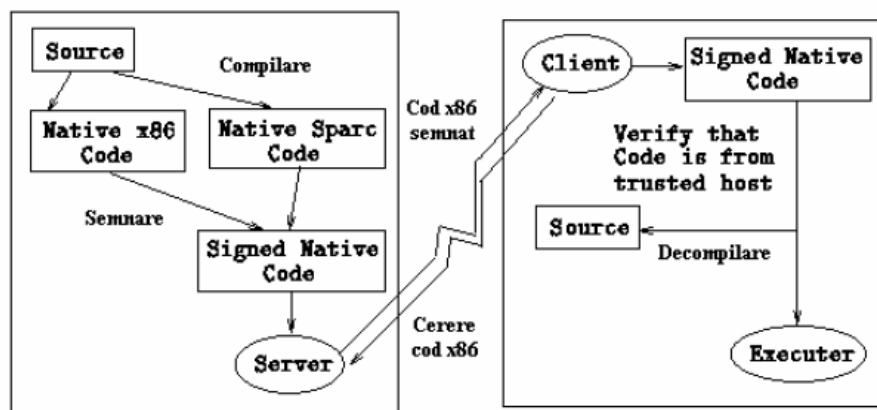 Source
Compilare
Native x86
Code
Native Sparc
Code
Semnare
Signed Native
Code
Server
Cod x86
semnat
Cerere
cod x86
Client
Signed Native
Code
Verify that
Code is from
trusted host
Source
Decompilare
Executer